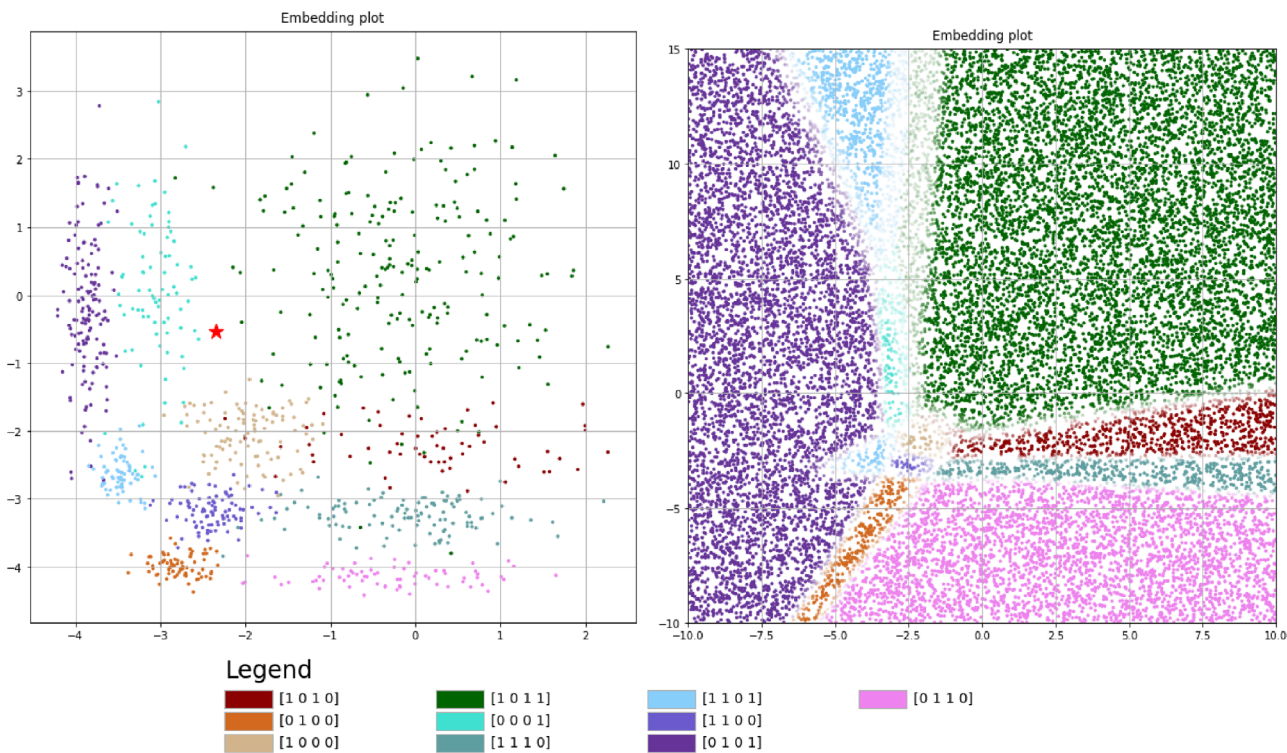 Embedding plot
3
2
1
0
−1
−2
−3
−4
−4 −3 −2 −1 0 1 2
Embedding plot
15
10
5
0
−5
−10
−10.0 −7.5 −5.0 −2.5 0.0 2.5 5.0 7.5 10.0
Legend
[1 0 1 0] [1 0 1 1] [1 1 0 1] [0 1 1 0]
[0 1 0 0] [0 0 0 1] [1 1 0 0]
[1 0 0 0] [1 1 1 0] [0 1 0 1]